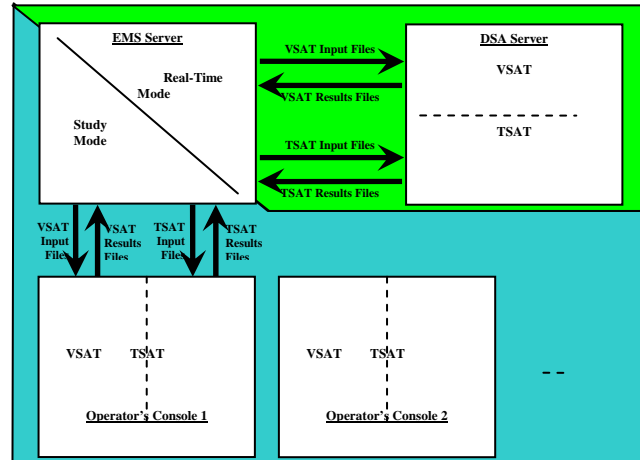 EMS Server
Real-Time
Mode
Study
Mode
VSAT Input Files
VSAT Results Files
TSAT Input Files
TSAT Results Files
DSA Server
VSAT
TSAT
VSAT
Input
Files
VSAT
Results
Files
TSAT
Input
Files
TSAT
Results
Files
VSAT
TSAT
Operator's Console 1
VSAT
TSAT
Operator's Console 2
- -